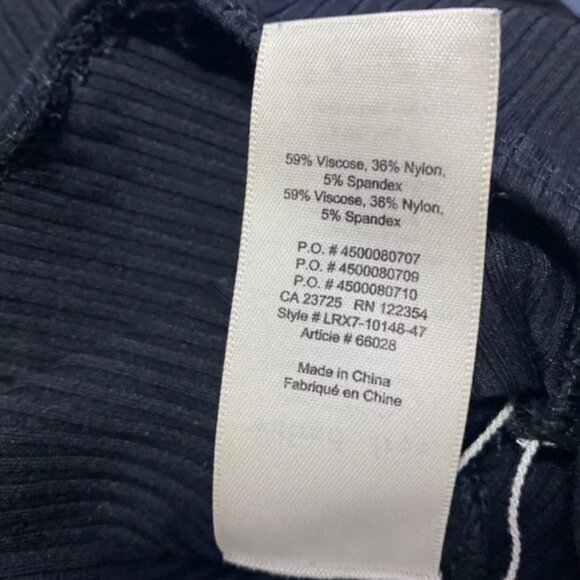 59% Viscose, 36% Nylon,
5% Spandex
59% Viscose, 36% Nylon,
5% Spandex
P.O. # 4500080707
P.O. # 4500080709
P.O. # 4500080710
CA 23725 RN 122354
Style # LRX7-10148-47
Article # 66028
Made in China
Fabriqué en Chine